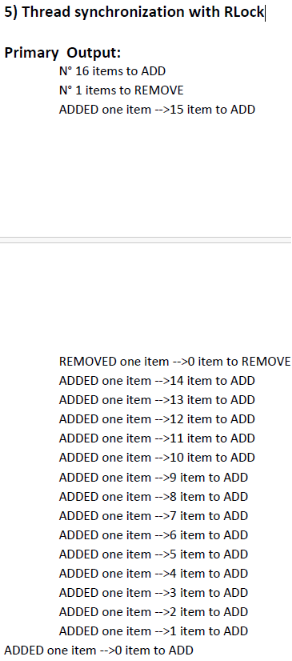 5) Thread synchronization with RLock
Primary Output:
N° 16 items to ADD
N° 1 items to REMOVE
ADDED one item -->15 item to ADD
REMOVED one item -->0 item to REMOVE
ADDED one item -->14 item to ADD
ADDED one item -->13 item to ADD
ADDED one item -->12 item to ADD
ADDED one item -->11 item to ADD
ADDED one item -->10 item to ADD
ADDED one item -->9 item to ADD
ADDED one item -->8 item to ADD
ADDED one item -->7 item to ADD
ADDED one item -->6 item to ADD
ADDED one item -->5 item to ADD
ADDED one item -->4 item to ADD
ADDED one item -->3 item to ADD
ADDED one item -->2 item to ADD
ADDED one item -->1 item to ADD
ADDED one item -->0 item to ADD